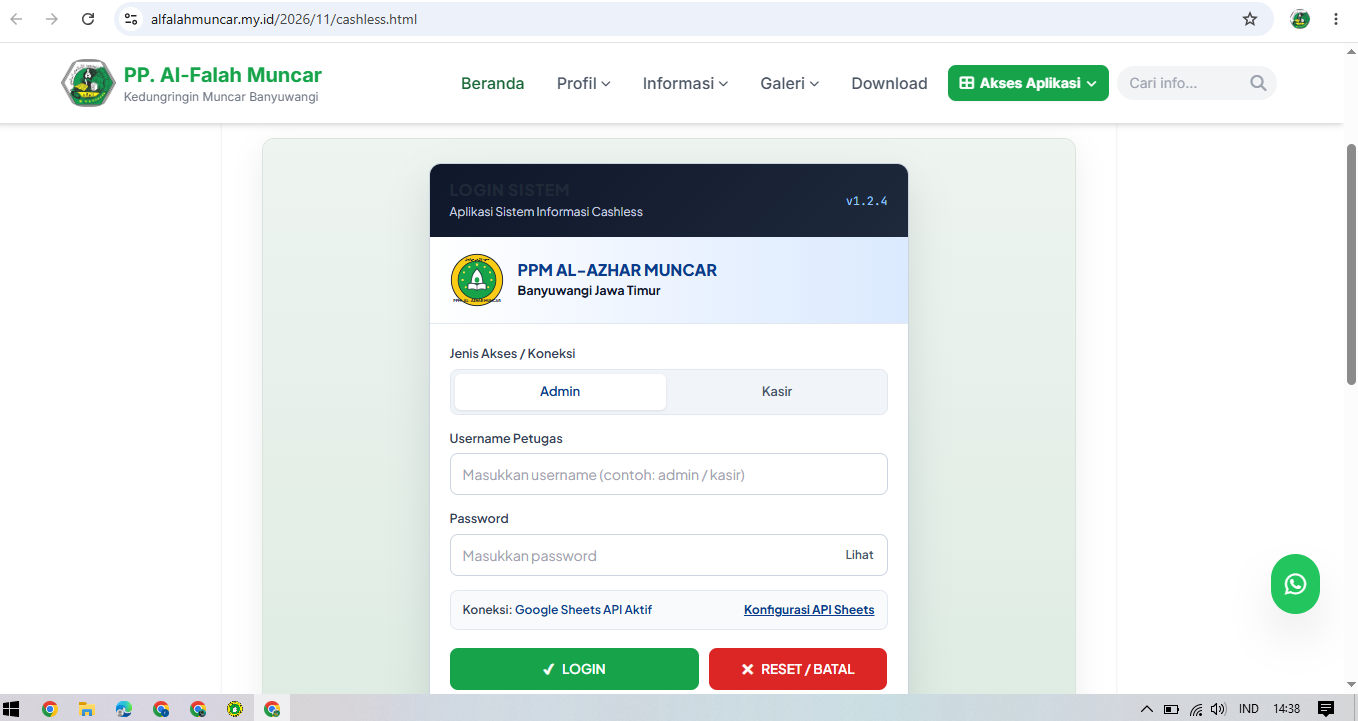 alfalahmuncar.my.id/2026/11/cashless.html
PP. Al-Falah Muncar
Kedungringin Muncar Banyuwangi
Beranda Profil Informasi Galeri Download Akses Aplikasi Cari info...
LOGIN SISTEM
Aplikasi Sistem Informasi Cashless
v1.2.4
PPM AL-AZHAR MUNCAR
Banyuwangi Jawa Timur
Jenis Akses / Koneksi
Admin Kasir
Username Petugas
Masukkan username (contoh: admin / kasir)
Password
Masukkan password Lihat
Koneksi: Google Sheets API Aktif Konfigurasi API Sheets
LOGIN RESET / BATAL
IND 14:38